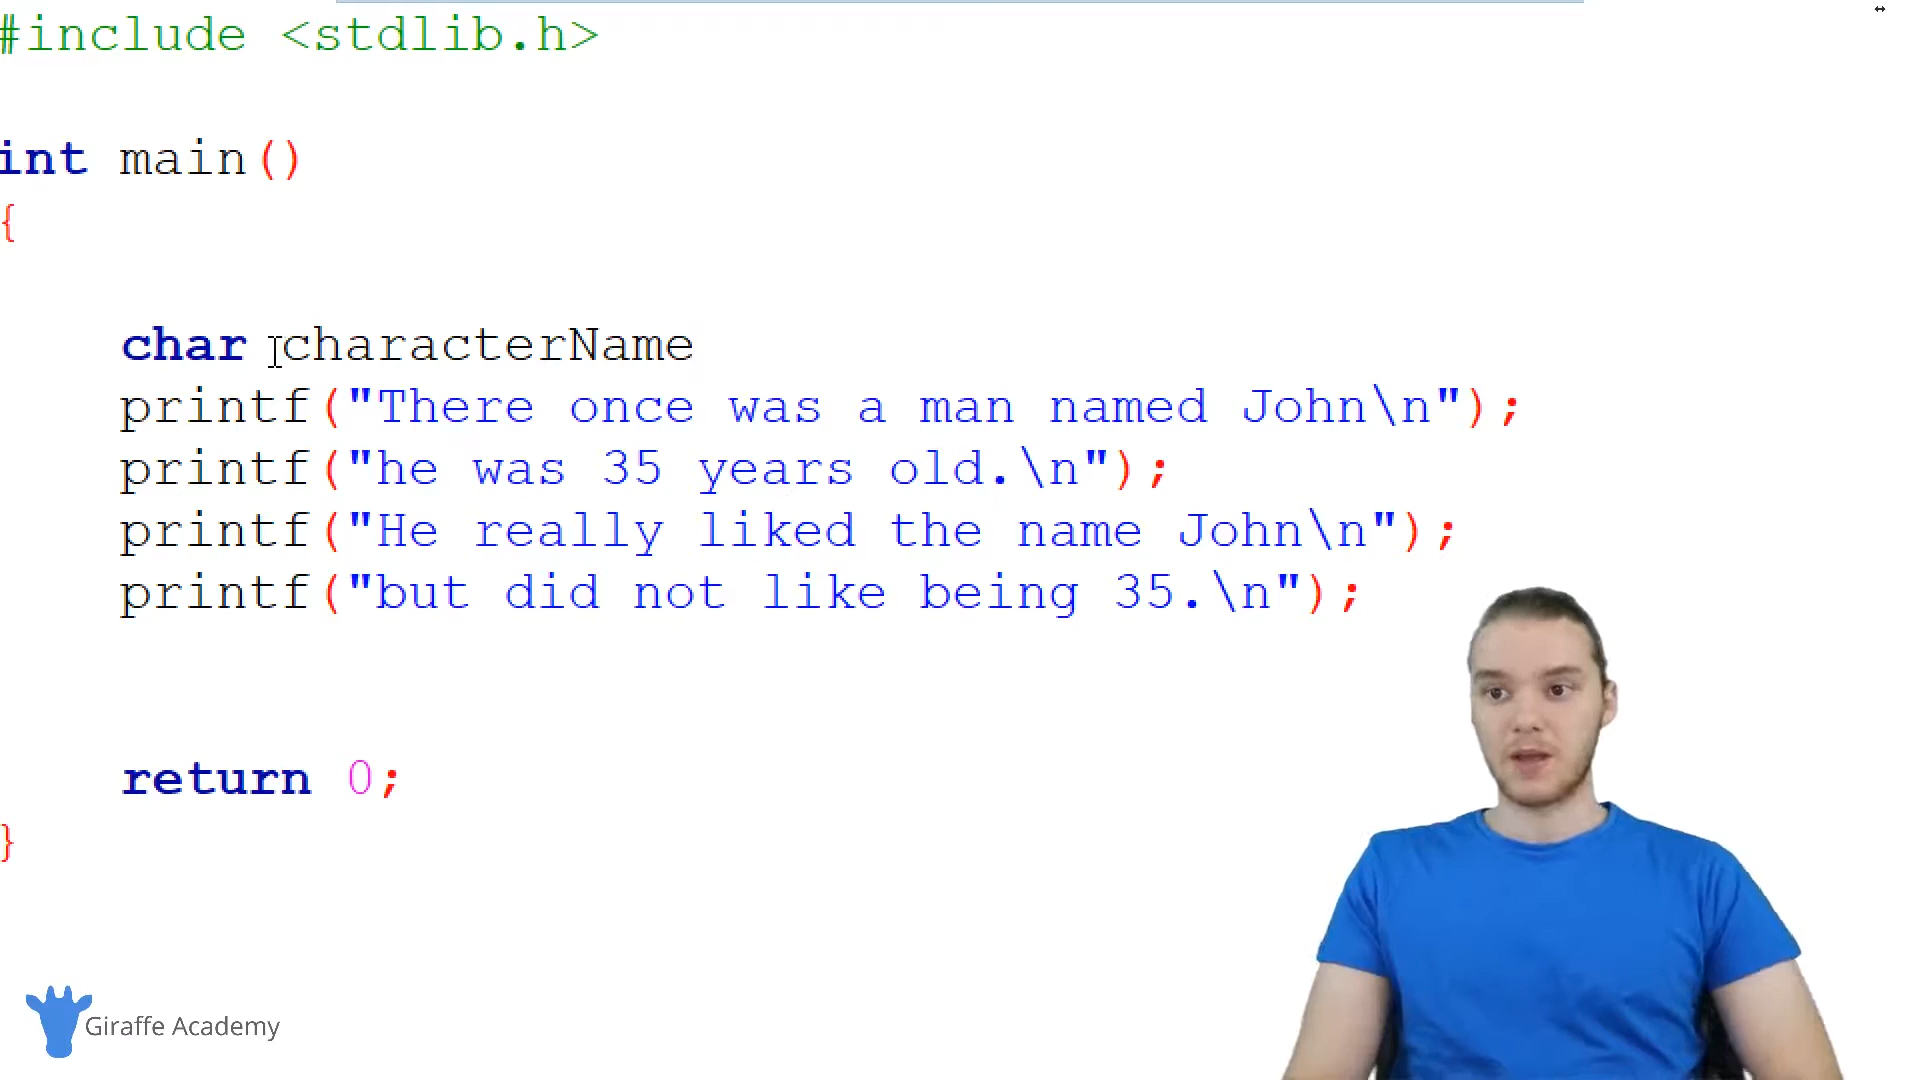 #include <stdlib.h>
int main()
{
char characterName
printf("There once was a man named John\n");
printf("he was 35 years old.\n");
printf("He really liked the name John\n");
printf("but did not like being 35.\n");
return 0;
}
Giraffe Academy